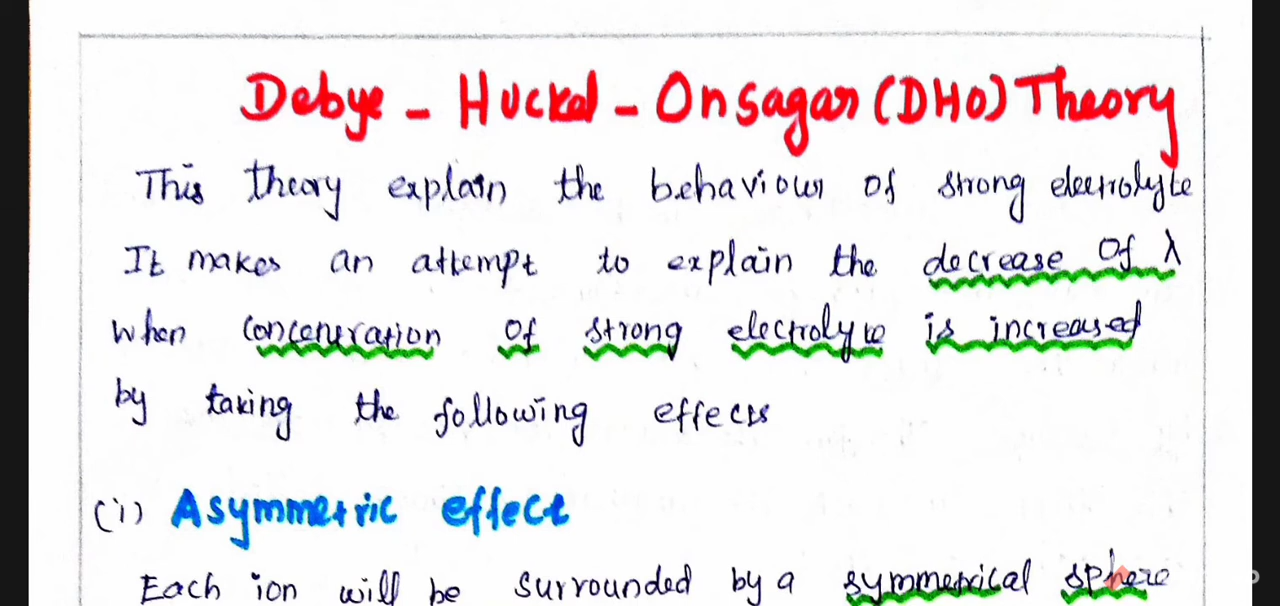 Debye - Huckel - Onsagar (DHO) Theory
This theory explain the behaviour of strong electrolyte
It makes an attempt to explain the decrease of λ
when conceneration of strong electrolyte is increased
by taking the following effects
(i) Asymmetric effect
Each ion will be surrounded by a symmetrical sphere